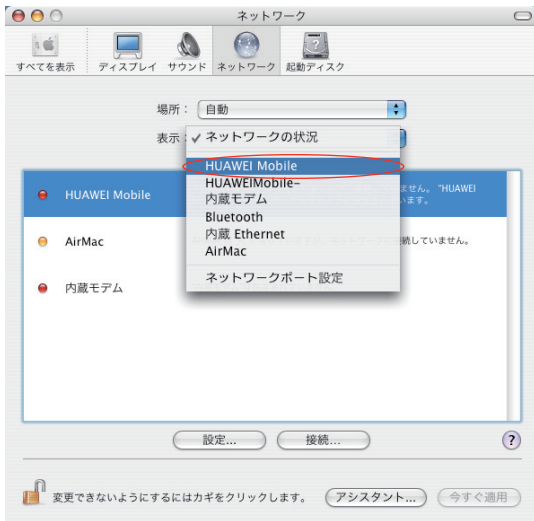 ネットワーク
すべてを表示 ディスプレイ サウンド ネットワーク 起動ディスク
場所： 自動
表示： ✓ ネットワークの状況
HUAWEI Mobile
HUAWEIMobile–
内蔵モデム
Bluetooth
内蔵 Ethernet
AirMac
ネットワークポート設定
HUAWEI Mobile
ません。 "HUAWEI
います。
AirMac
続していません。
内蔵モデム
設定... 接続... ?
変更できないようにするにはカギをクリックします。 アシスタント... 今すぐ適用